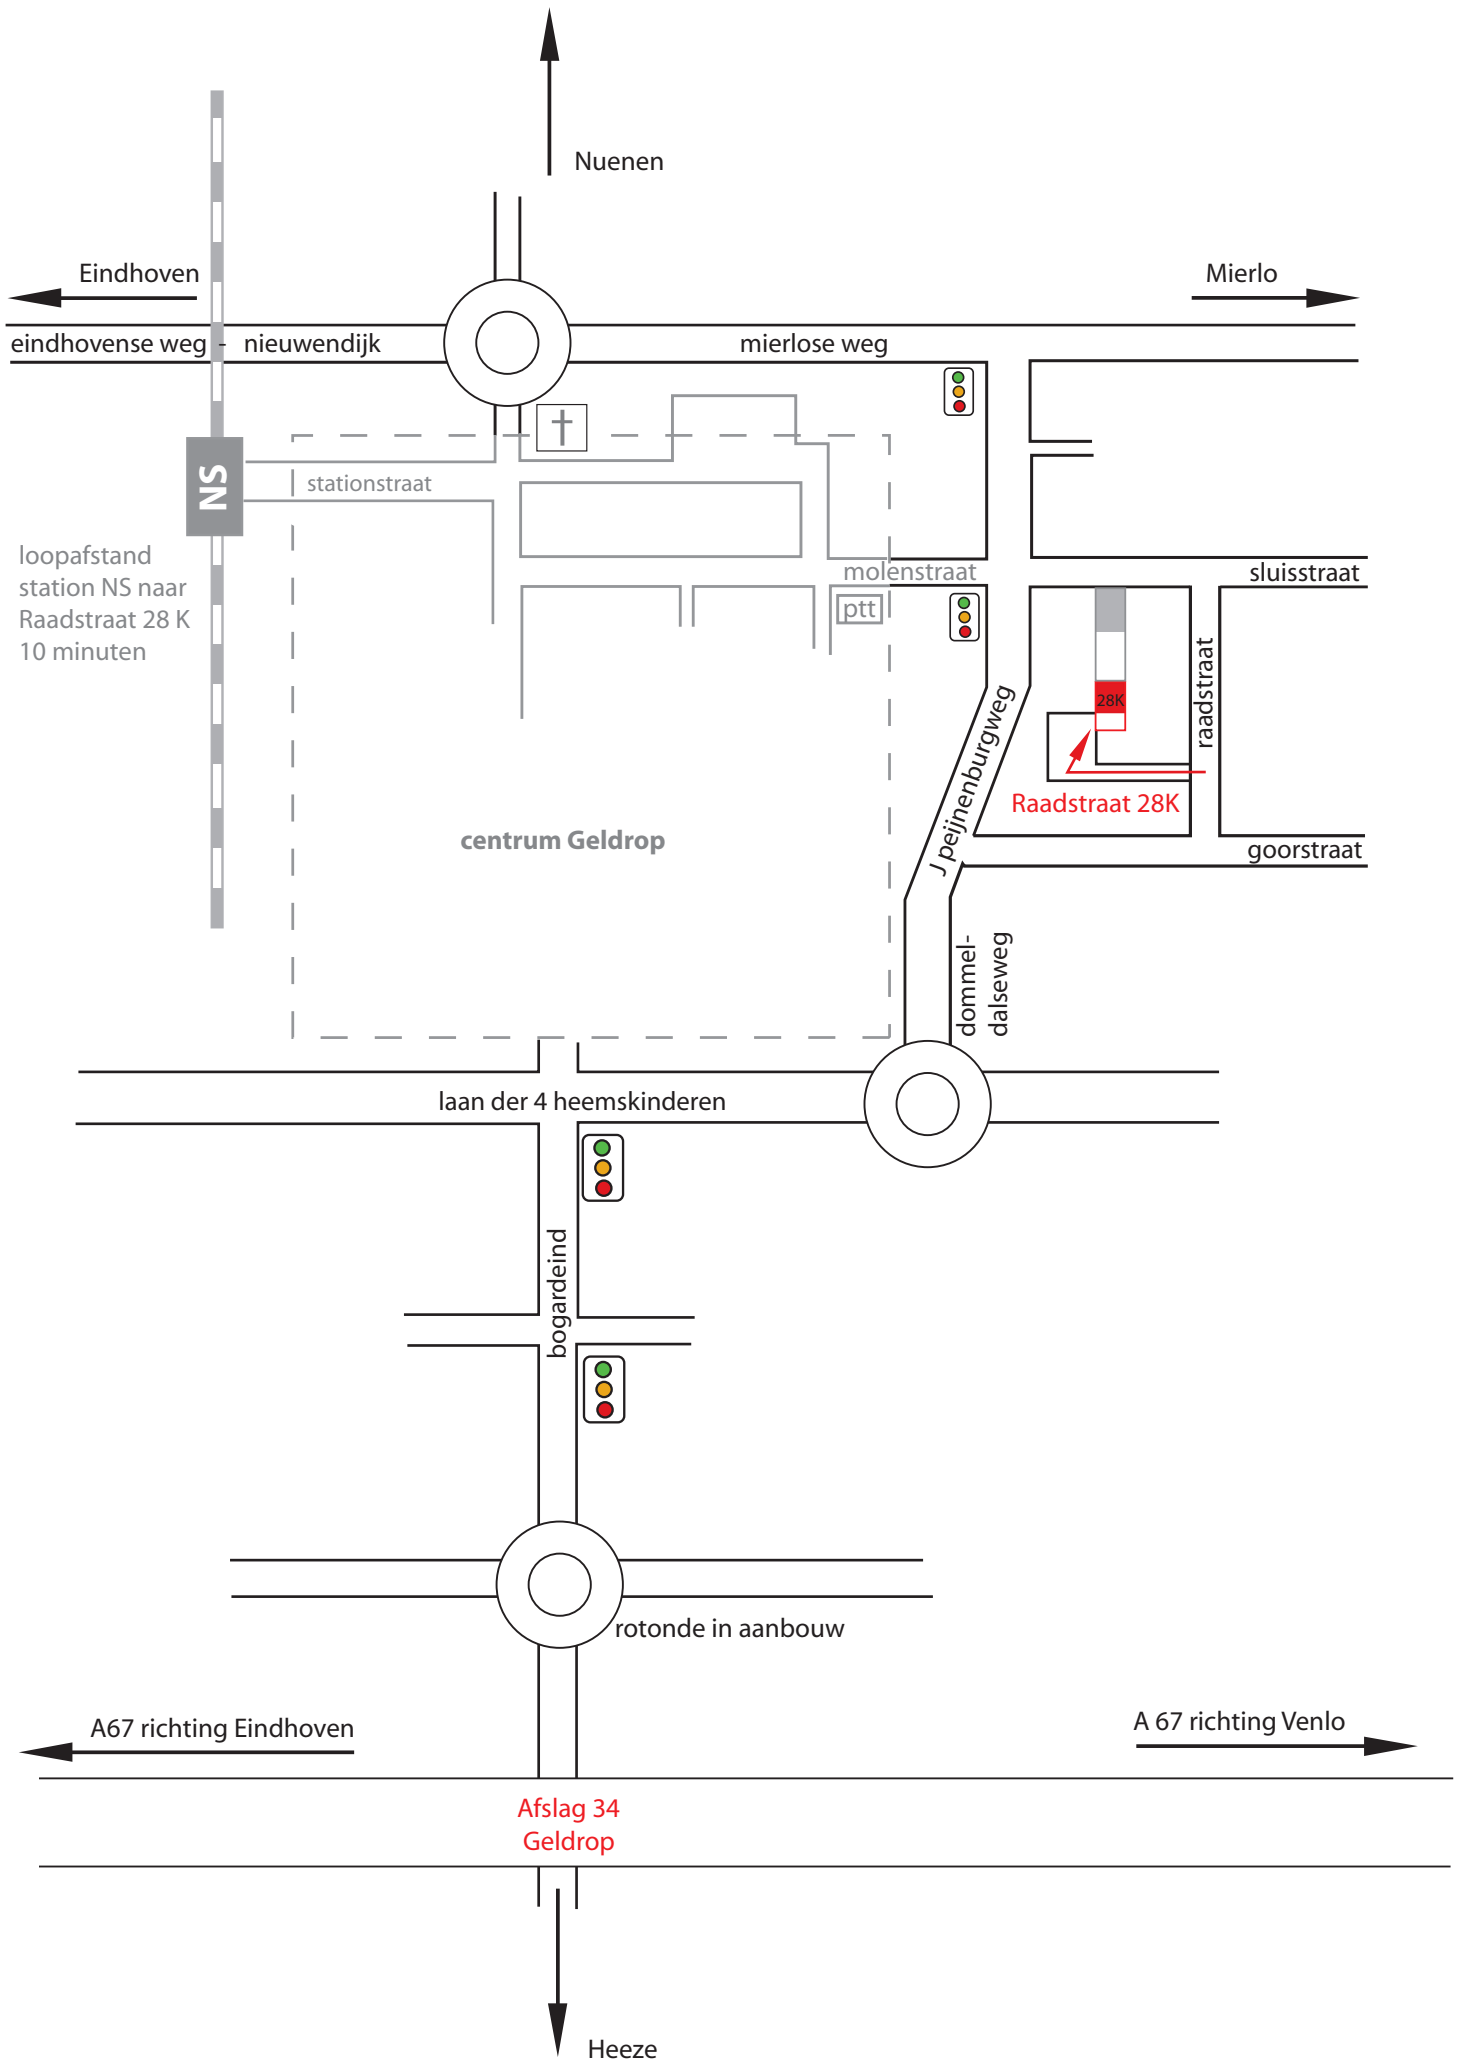 Nuenen
Eindhoven
Mierlo
eindhovense weg - nieuwendijk
mierlose weg
NS
stationstraat
loopafstand
station NS naar
Raadstraat 28 K
10 minuten
molenstraat
sluisstraat
ptt
raadstraat
28K
J peijnenburgweg
Raadstraat 28K
centrum Geldrop
goorstraat
dommel-
dalseweg
laan der 4 heemskinderen
bogardeind
rotonde in aanbouw
A67 richting Eindhoven
A 67 richting Venlo
Afslag 34
Geldrop
Heeze